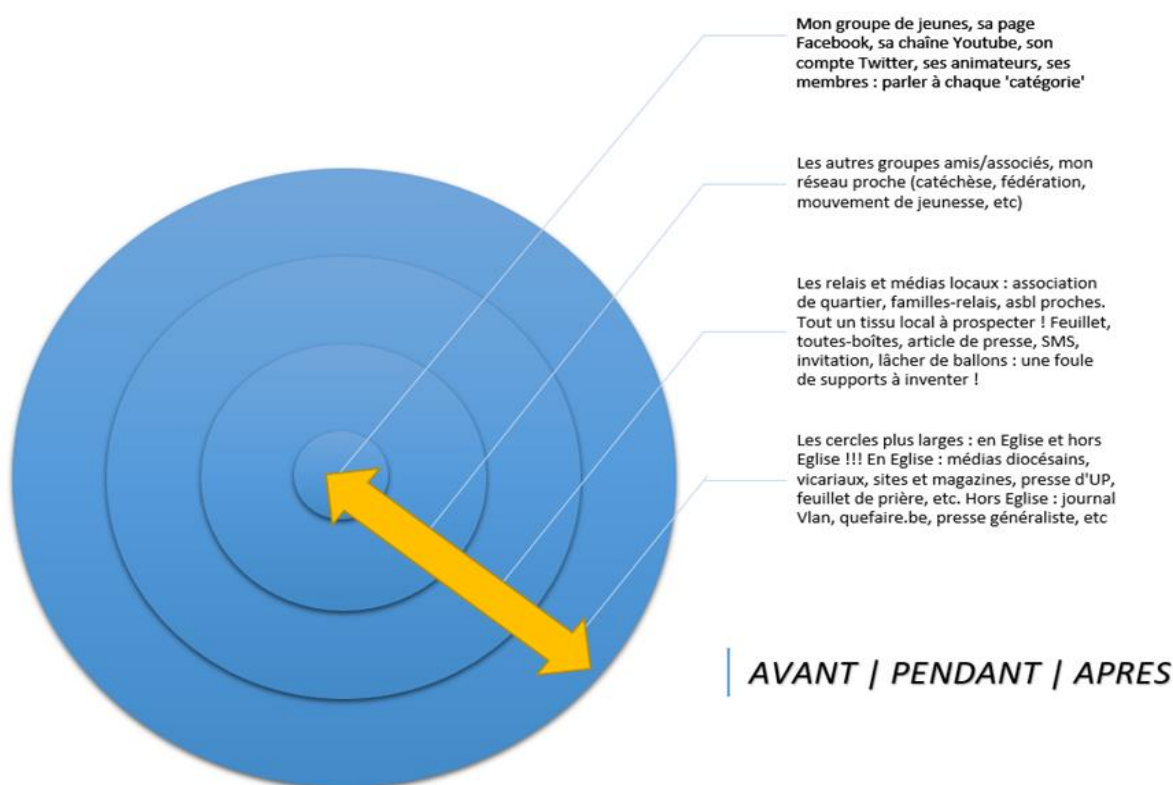 Mon groupe de jeunes, sa page
Facebook, sa chaîne Youtube, son
compte Twitter, ses animateurs, ses
membres : parler à chaque 'catégorie'
Les autres groupes amis/associés, mon
réseau proche (catéchèse, fédération,
mouvement de jeunesse, etc)
Les relais et médias locaux : association
de quartier, familles-relais, asbl proches.
Tout un tissu local à prospecter ! Feuillet,
toutes-boîtes, article de presse, SMS,
invitation, lâcher de ballons : une foule
de supports à inventer !
Les cercles plus larges : en Eglise et hors
Eglise !!! En Eglise : médias diocésains,
vicariaux, sites et magazines, presse d'UP,
feuillet de prière, etc. Hors Eglise : journal
Vlan, quefaire.be, presse généraliste, etc
AVANT | PENDANT | APRES